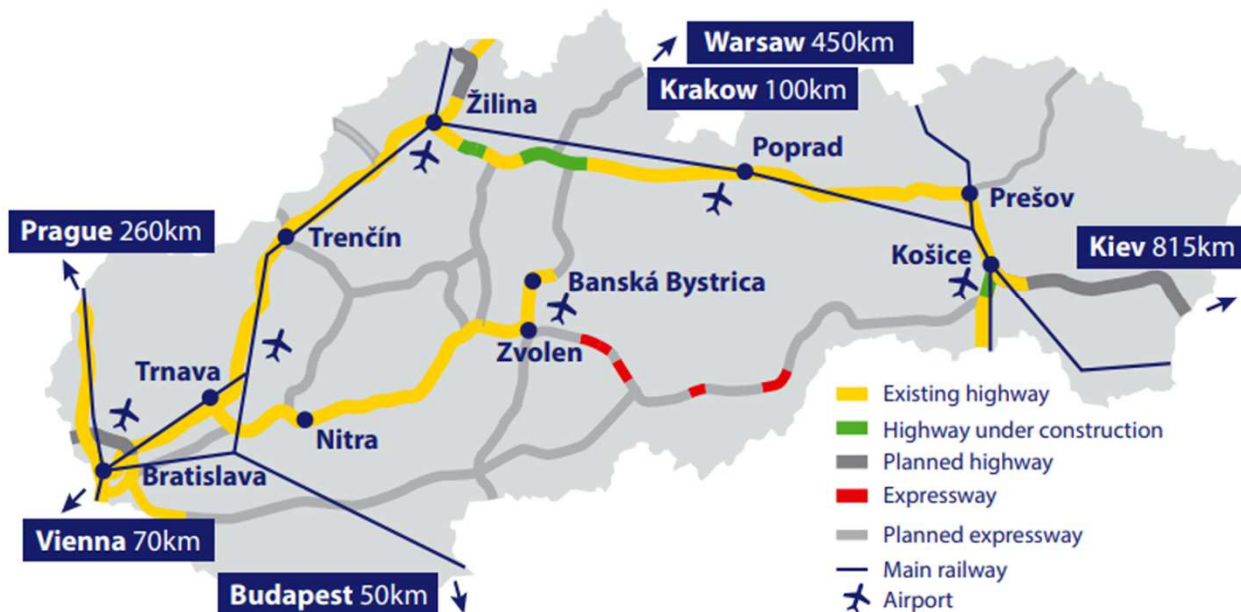 Warsaw 450km
Krakow 100km
Žilina
Poprad
Prešov
Prague 260km
Trenčín
Košice
Kiev 815km
Banská Bystrica
Zvolen
Trnava
Nitra
Bratislava
Vienna 70km
Budapest 50km
Existing highway
Highway under construction
Planned highway
Expressway
Planned expressway
Main railway
Airport